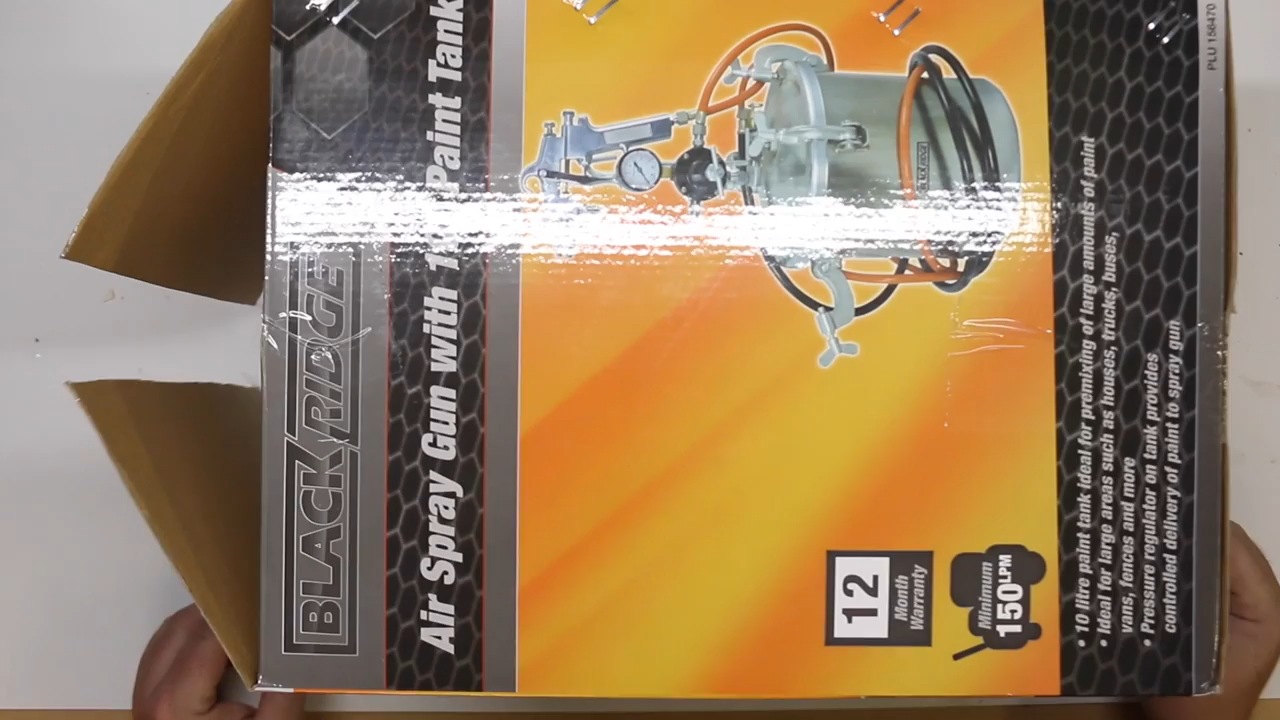 BLACK RIDGE
Air Spray Gun with Paint Tank
BLACK RIDGE
12
Month
Warranty
Minimum
150LPM
• 10 litre paint tank ideal for premixing of large amounts of paint
• Ideal for large areas such as houses, trucks, buses,
vans, fences and more
• Pressure regulator on tank provides
controlled delivery of paint to spray gun
PLU 156470